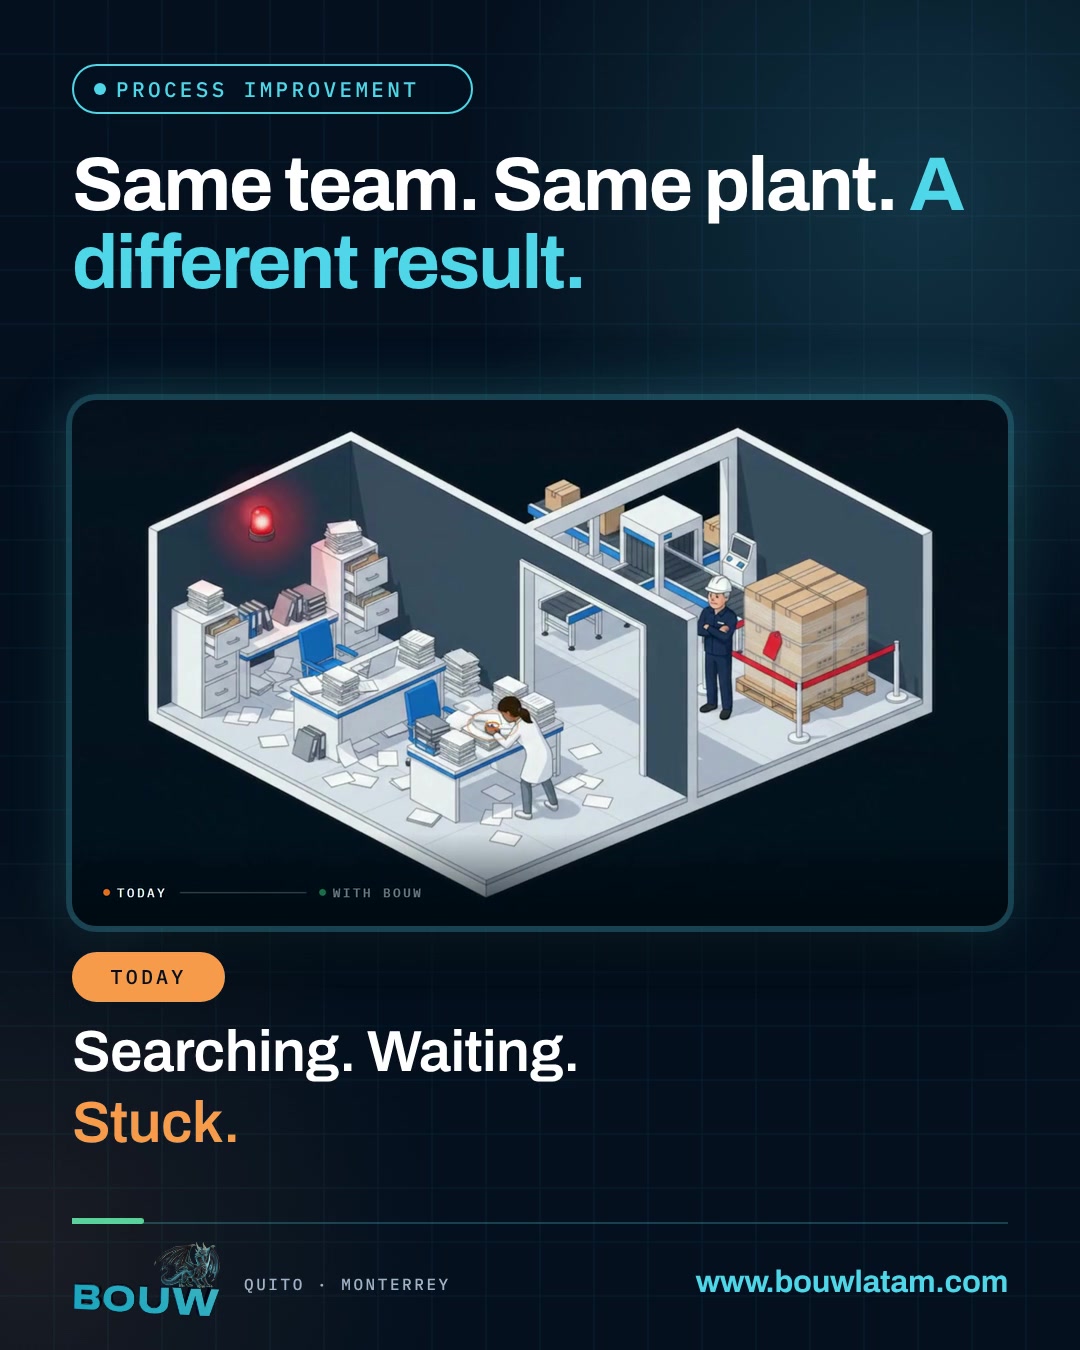 PROCESS IMPROVEMENT
Same team. Same plant. A
different result.
TODAY
WITH BOUW
TODAY
Searching. Waiting.
Stuck.
BOUW
QUITO · MONTERREY
www.bouwlatam.com